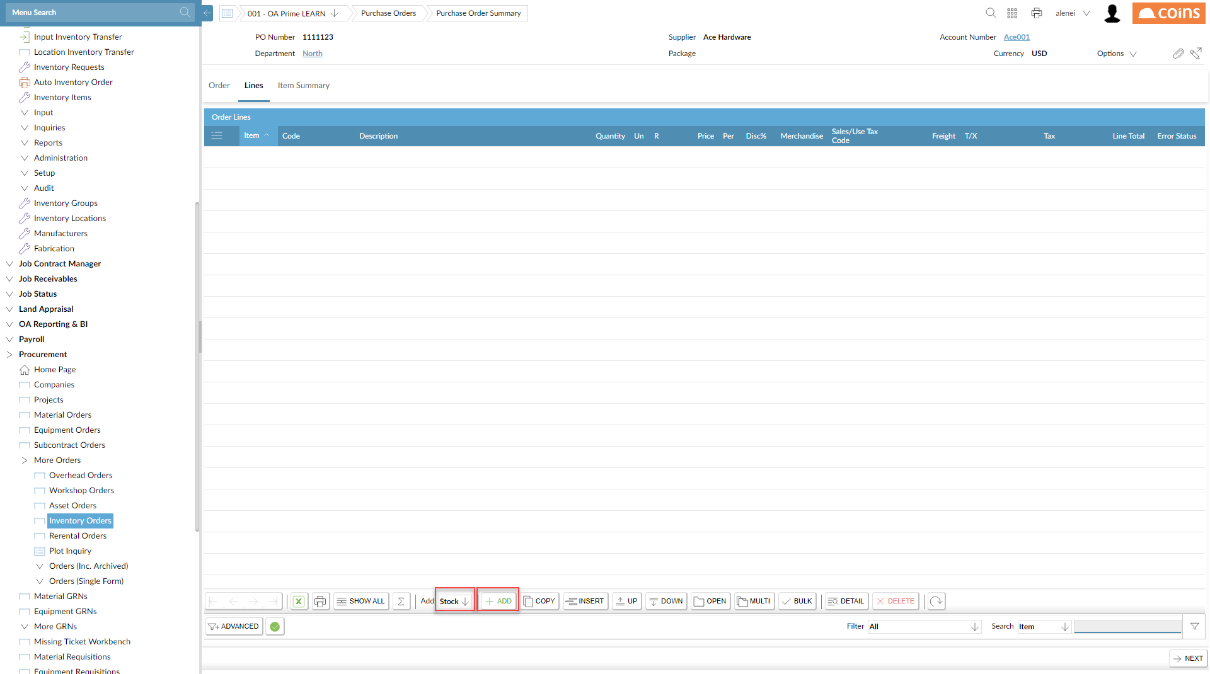 Menu Search
Input Inventory Transfer
Location Inventory Transfer
Inventory Requests
Auto Inventory Order
Inventory Items
Input
Inquiries
Reports
Administration
Setup
Audit
Inventory Groups
Inventory Locations
Manufacturers
Fabrication
Job Contract Manager
Job Receivables
Job Status
Land Appraisal
OA Reporting & BI
Payroll
Procurement
Home Page
Companies
Projects
Material Orders
Equipment Orders
Subcontract Orders
More Orders
Overhead Orders
Workshop Orders
Asset Orders
Inventory Orders
Rerental Orders
Plot Inquiry
Orders (Inc. Archived)
Orders (Single Form)
Material GRNs
Equipment GRNs
More GRNs
Missing Ticket Workbench
Material Requisitions
Equipment Requisitions
001 - OA Prime LEARN Purchase Orders Purchase Order Summary
alenei
coins
PO Number 1111123 Supplier Ace Hardware Account Number Ace001
Department North Package Currency USD Options
Order Lines Item Summary
Order Lines
Item Code Description Quantity Un R Price Per Disc% Merchandise Sales/Use Tax Code Freight T/X Tax Line Total Error Status
SHOW ALL Add Stock ADD COPY INSERT UP DOWN OPEN MULTI BULK DETAIL DELETE
ADVANCED Filter All Search Item
NEXT